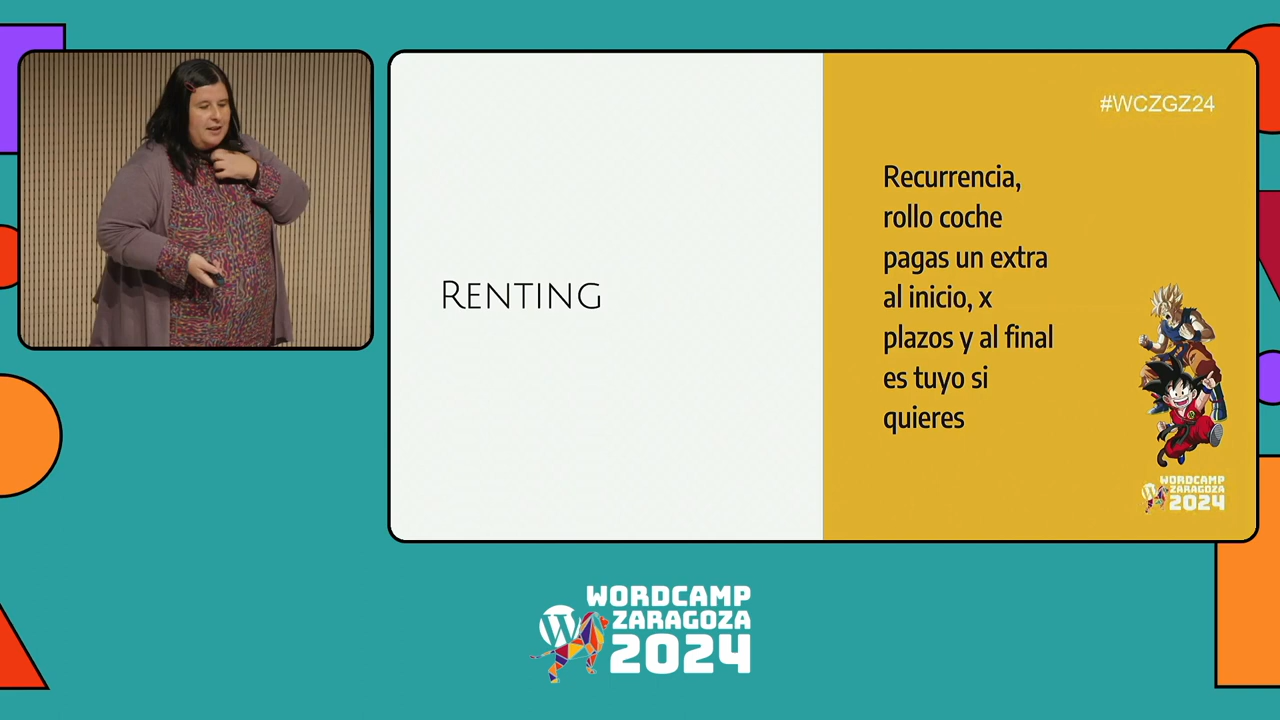 RENTING
#WCZGZ24
Recurrencia,
rollo coche
pagas un extra
al inicio, x
plazos y al final
es tuyo si
quieres
WORDCAMP
ZARAGOZA
2024
WORDCAMP
ZARAGOZA
2024